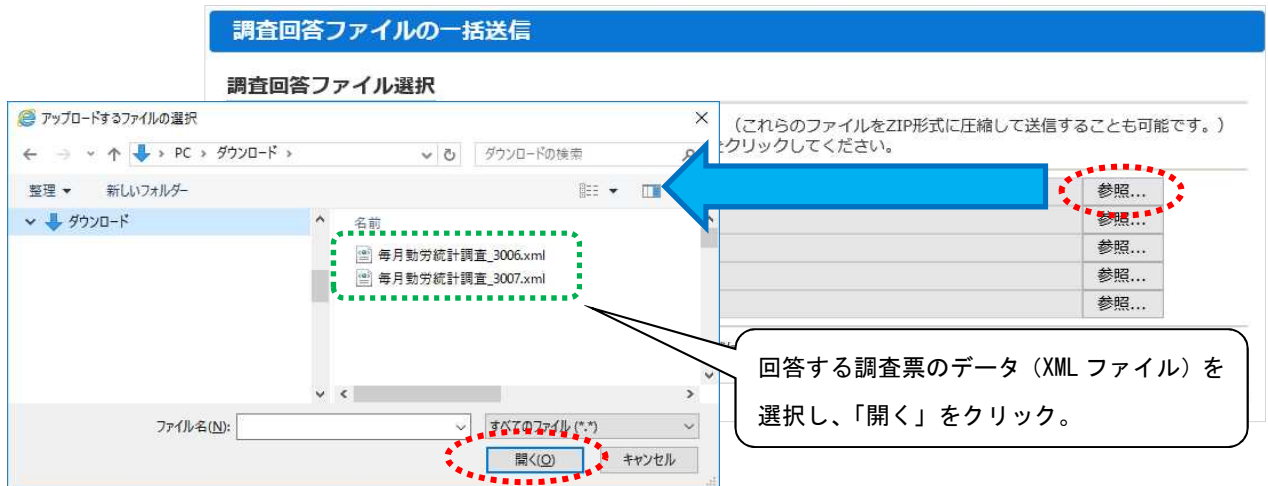 調査回答ファイルの一括送信
調査回答ファイル選択
(これらのファイルをZIP形式に圧縮して送信することも可能です。)
クリックしてください。
参照...
参照...
参照...
参照...
参照...
アップロードするファイルの選択
PC › ダウンロード ›
ダウンロードの検索
整理 新しいフォルダー
ダウンロード
名前
毎月勤労統計調査_3006.xml
毎月勤労統計調査_3007.xml
ファイル名(N):
すべてのファイル (*.*)
開く(O)
キャンセル
回答する調査票のデータ（XML ファイル）を
選択し、「開く」をクリック。